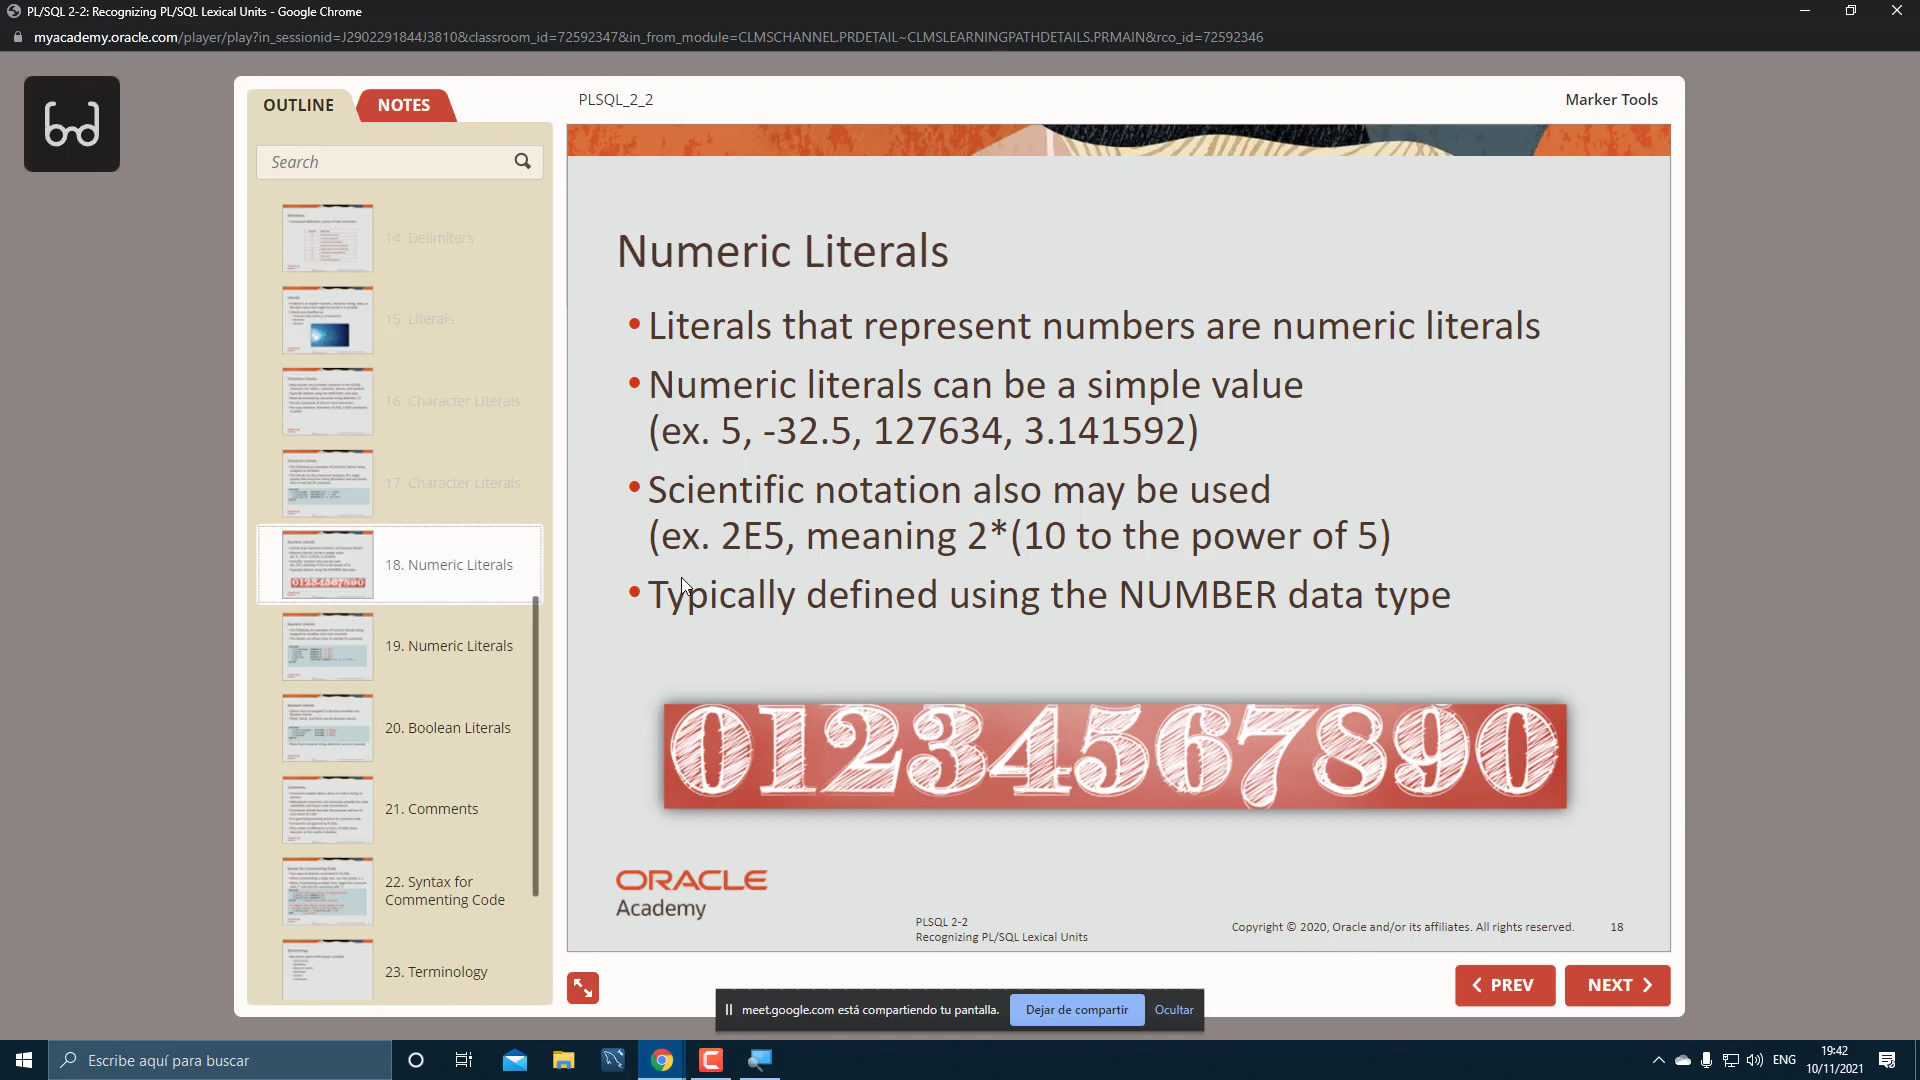 PL/SQL 2-2: Recognizing PL/SQL Lexical Units - Google Chrome
myacademy.oracle.com/player/play?in_sessionid=J2902291844J3810&classroom_id=72592347&in_from_module=CLMSCHANNEL.PRDETAIL~CLMSLEARNINGPATHDETAILS.PRMAIN&rco_id=72592346
OUTLINE
NOTES
Search
14. Delimiters
15. Literals
16. Character Literals
17. Character Literals
18. Numeric Literals
19. Numeric Literals
20. Boolean Literals
21. Comments
22. Syntax for
Commenting Code
23. Terminology
PLSQL_2_2
Marker Tools
Numeric Literals
• Literals that represent numbers are numeric literals
• Numeric literals can be a simple value
(ex. 5, -32.5, 127634, 3.141592)
• Scientific notation also may be used
(ex. 2E5, meaning 2*(10 to the power of 5)
• Typically defined using the NUMBER data type
01234567890
ORACLE
Academy
PLSQL 2-2
Recognizing PL/SQL Lexical Units
Copyright © 2020, Oracle and/or its affiliates. All rights reserved.
18
PREV
NEXT
meet.google.com está compartiendo tu pantalla.
Dejar de compartir
Ocultar
Escribe aquí para buscar
ENG
19:42
10/11/2021